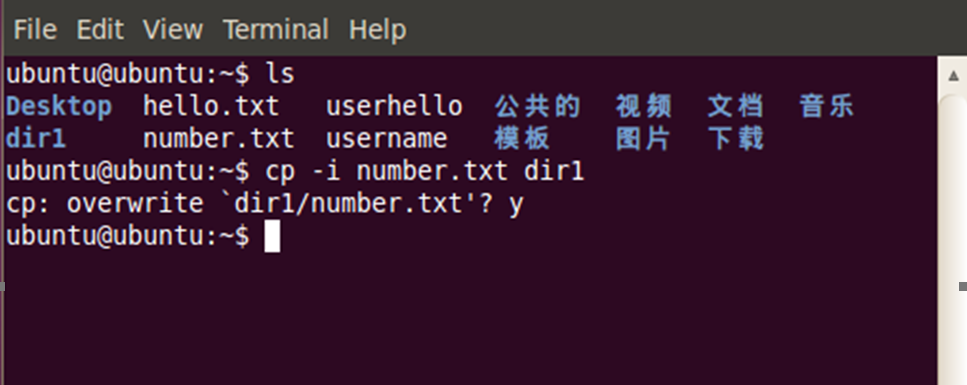 File Edit View Terminal Help
ubuntu@ubuntu:~$ ls
Desktop hello.txt userhello 公共的 视频 文档 音乐
dir1 number.txt username 模板 图片 下载
ubuntu@ubuntu:~$ cp -i number.txt dir1
cp: overwrite `dir1/number.txt'? y
ubuntu@ubuntu:~$